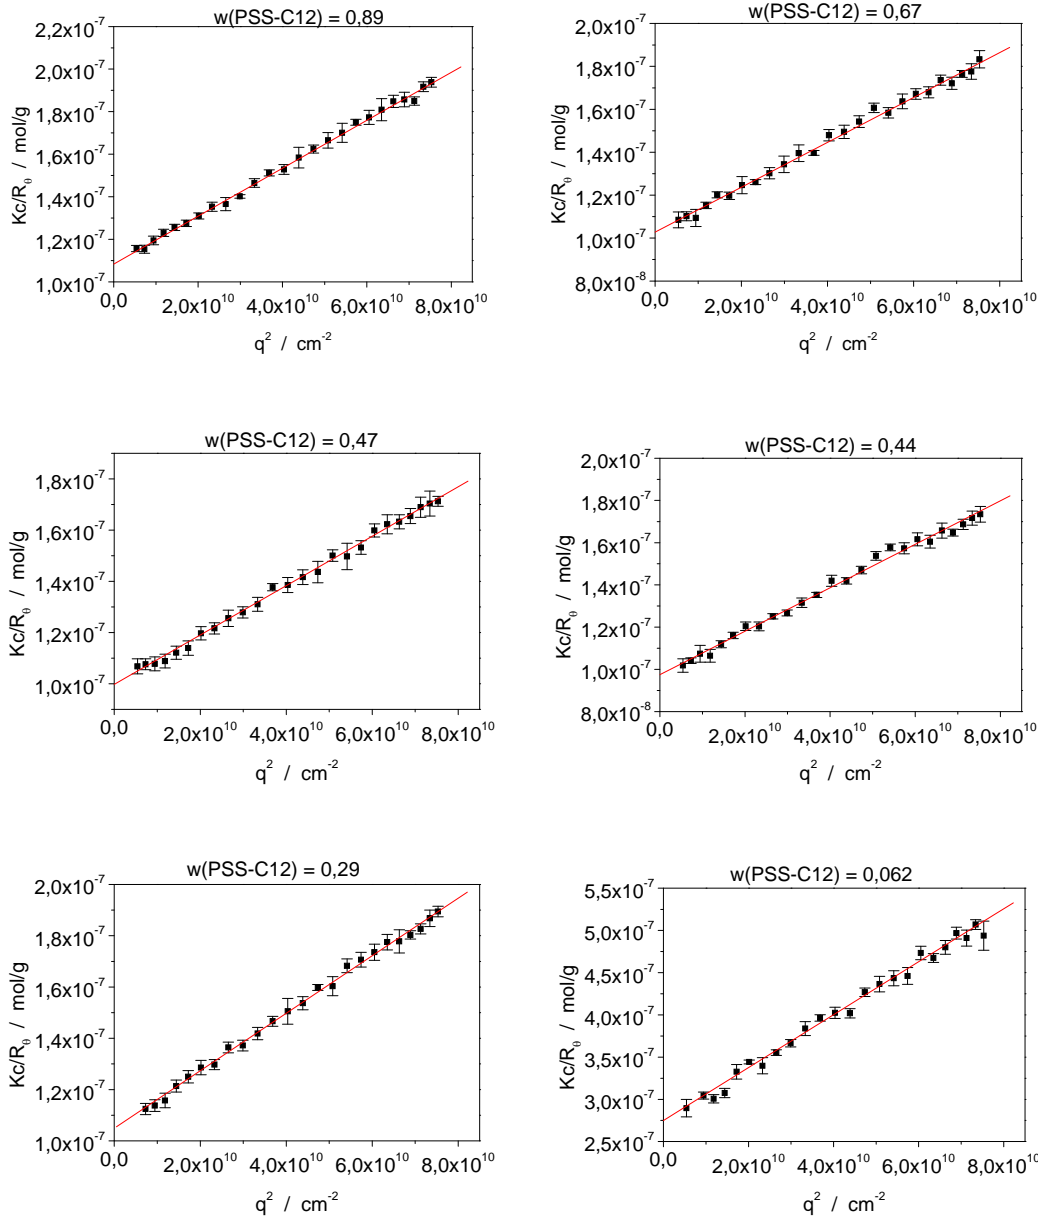 w(PSS-C12) = 0,89
2,2x10⁻⁷
2,0x10⁻⁷
1,8x10⁻⁷
1,6x10⁻⁷
1,4x10⁻⁷
1,2x10⁻⁷
1,0x10⁻⁷
Kc/Rθ / mol/g
0,0 2,0x10¹⁰ 4,0x10¹⁰ 6,0x10¹⁰ 8,0x10¹⁰
q² / cm⁻²
w(PSS-C12) = 0,67
2,0x10⁻⁷
1,8x10⁻⁷
1,6x10⁻⁷
1,4x10⁻⁷
1,2x10⁻⁷
1,0x10⁻⁷
8,0x10⁻⁸
Kc/Rθ / mol/g
0,0 2,0x10¹⁰ 4,0x10¹⁰ 6,0x10¹⁰ 8,0x10¹⁰
q² / cm⁻²
w(PSS-C12) = 0,47
1,8x10⁻⁷
1,6x10⁻⁷
1,4x10⁻⁷
1,2x10⁻⁷
1,0x10⁻⁷
Kc/Rθ / mol/g
0,0 2,0x10¹⁰ 4,0x10¹⁰ 6,0x10¹⁰ 8,0x10¹⁰
q² / cm⁻²
w(PSS-C12) = 0,44
2,0x10⁻⁷
1,8x10⁻⁷
1,6x10⁻⁷
1,4x10⁻⁷
1,2x10⁻⁷
1,0x10⁻⁷
8,0x10⁻⁸
Kc/Rθ / mol/g
0,0 2,0x10¹⁰ 4,0x10¹⁰ 6,0x10¹⁰ 8,0x10¹⁰
q² / cm⁻²
w(PSS-C12) = 0,29
2,0x10⁻⁷
1,8x10⁻⁷
1,6x10⁻⁷
1,4x10⁻⁷
1,2x10⁻⁷
1,0x10⁻⁷
Kc/Rθ / mol/g
0,0 2,0x10¹⁰ 4,0x10¹⁰ 6,0x10¹⁰ 8,0x10¹⁰
q² / cm⁻²
w(PSS-C12) = 0,062
5,5x10⁻⁷
5,0x10⁻⁷
4,5x10⁻⁷
4,0x10⁻⁷
3,5x10⁻⁷
3,0x10⁻⁷
2,5x10⁻⁷
Kc/Rθ / mol/g
0,0 2,0x10¹⁰ 4,0x10¹⁰ 6,0x10¹⁰ 8,0x10¹⁰
q² / cm⁻²